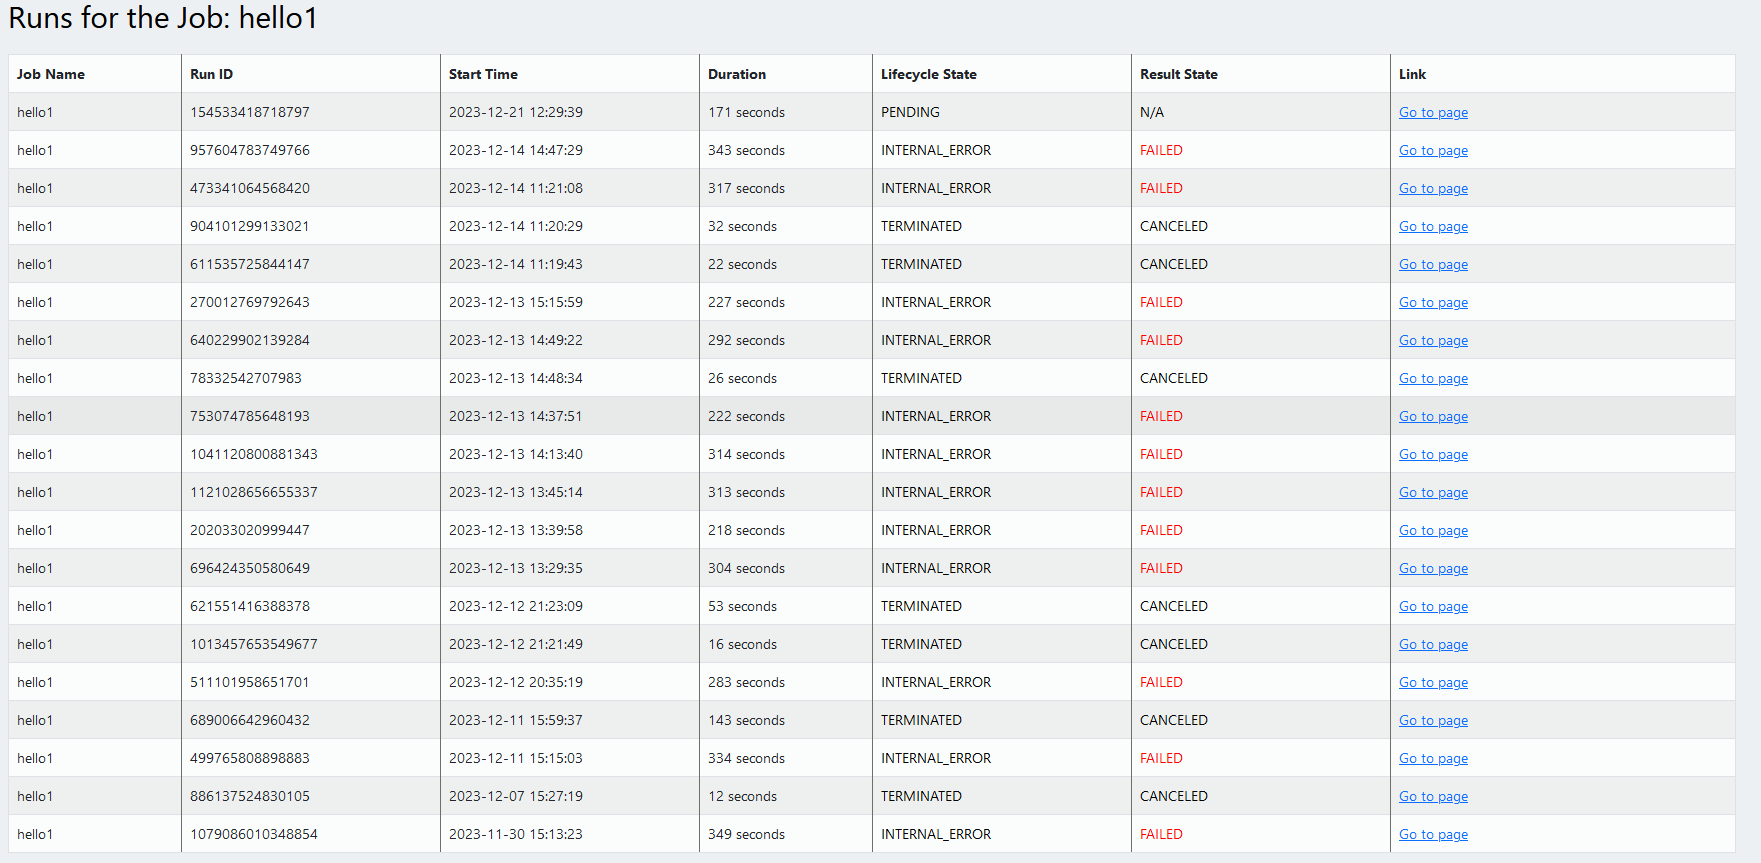 Runs for the Job: hello1
Job Name Run ID Start Time Duration Lifecycle State Result State Link
hello1 154533418718797 2023-12-21 12:29:39 171 seconds PENDING N/A Go to page
hello1 957604783749766 2023-12-14 14:47:29 343 seconds INTERNAL_ERROR FAILED Go to page
hello1 473341064568420 2023-12-14 11:21:08 317 seconds INTERNAL_ERROR FAILED Go to page
hello1 904101299133021 2023-12-14 11:20:29 32 seconds TERMINATED CANCELED Go to page
hello1 611535725844147 2023-12-14 11:19:43 22 seconds TERMINATED CANCELED Go to page
hello1 270012769792643 2023-12-13 15:15:59 227 seconds INTERNAL_ERROR FAILED Go to page
hello1 640229902139284 2023-12-13 14:49:22 292 seconds INTERNAL_ERROR FAILED Go to page
hello1 78332542707983 2023-12-13 14:48:34 26 seconds TERMINATED CANCELED Go to page
hello1 753074785648193 2023-12-13 14:37:51 222 seconds INTERNAL_ERROR FAILED Go to page
hello1 1041120800881343 2023-12-13 14:13:40 314 seconds INTERNAL_ERROR FAILED Go to page
hello1 1121028656655337 2023-12-13 13:45:14 313 seconds INTERNAL_ERROR FAILED Go to page
hello1 202033020999447 2023-12-13 13:39:58 218 seconds INTERNAL_ERROR FAILED Go to page
hello1 696424350580649 2023-12-13 13:29:35 304 seconds INTERNAL_ERROR FAILED Go to page
hello1 621551416388378 2023-12-12 21:23:09 53 seconds TERMINATED CANCELED Go to page
hello1 1013457653549677 2023-12-12 21:21:49 16 seconds TERMINATED CANCELED Go to page
hello1 511101958651701 2023-12-12 20:35:19 283 seconds INTERNAL_ERROR FAILED Go to page
hello1 689006642960432 2023-12-11 15:59:37 143 seconds TERMINATED CANCELED Go to page
hello1 499765808898883 2023-12-11 15:15:03 334 seconds INTERNAL_ERROR FAILED Go to page
hello1 886137524830105 2023-12-07 15:27:19 12 seconds TERMINATED CANCELED Go to page
hello1 1079086010348854 2023-11-30 15:13:23 349 seconds INTERNAL_ERROR FAILED Go to page